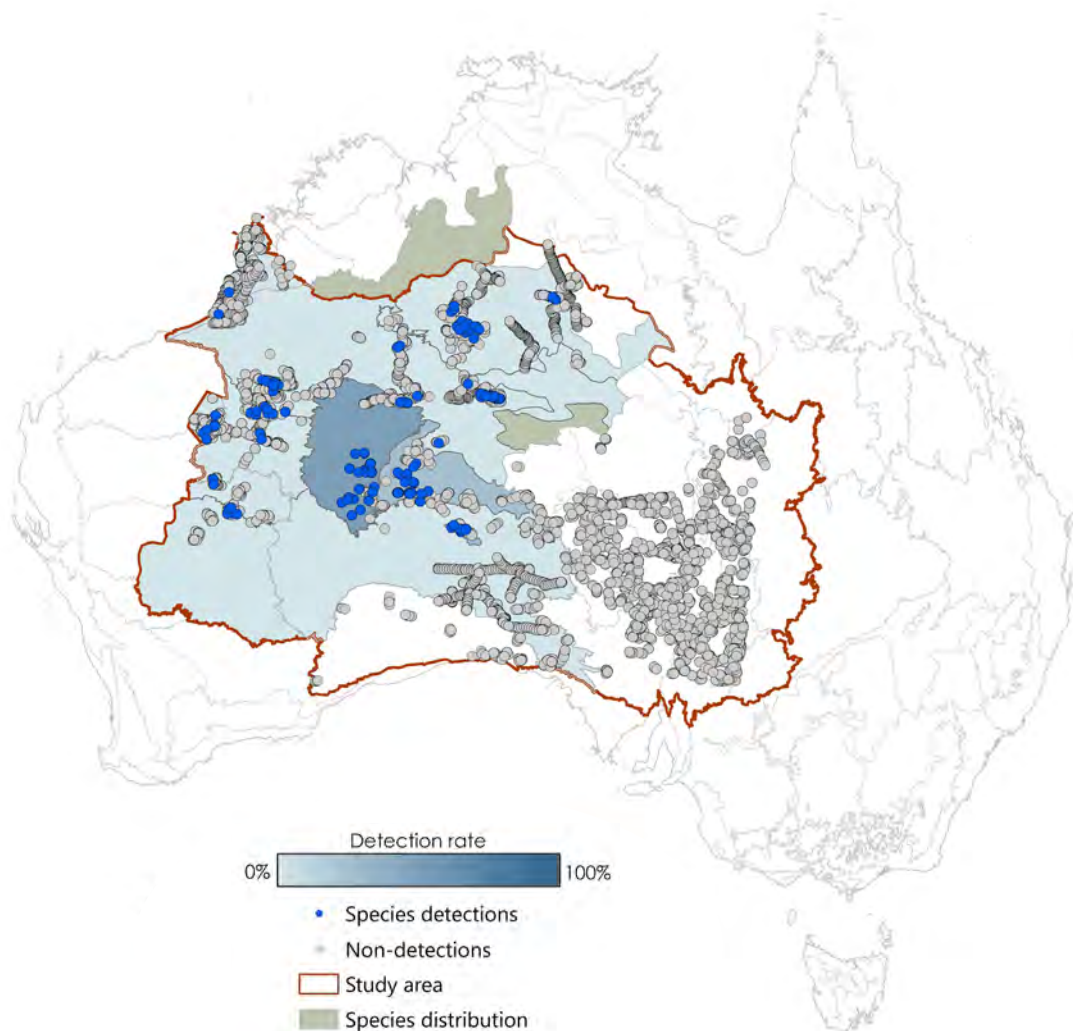 Detection rate
0% 100%
Species detections
Non-detections
Study area
Species distribution